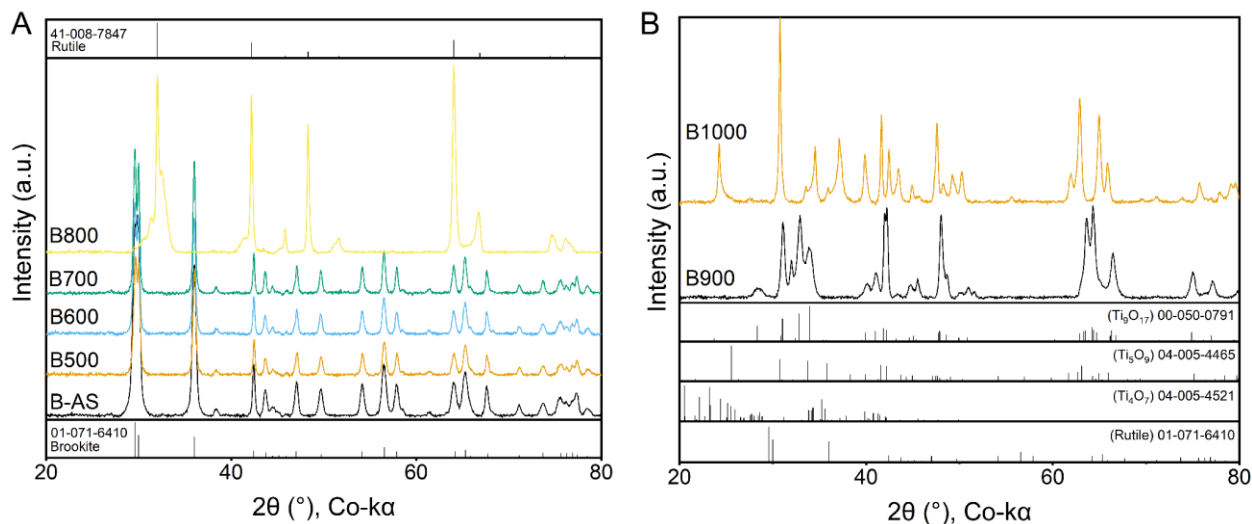 A
41-008-7847
Rutile
B800
B700
B600
B500
B-AS
01-071-6410
Brookite
Intensity (a.u.)
20
40
60
80
2θ (°), Co-kα
B
B1000
B900
(Ti₉O₁₇) 00-050-0791
(Ti₅O₉) 04-005-4465
(Ti₄O₇) 04-005-4521
(Rutile) 01-071-6410
Intensity (a.u.)
20
40
60
80
2θ (°), Co-kα